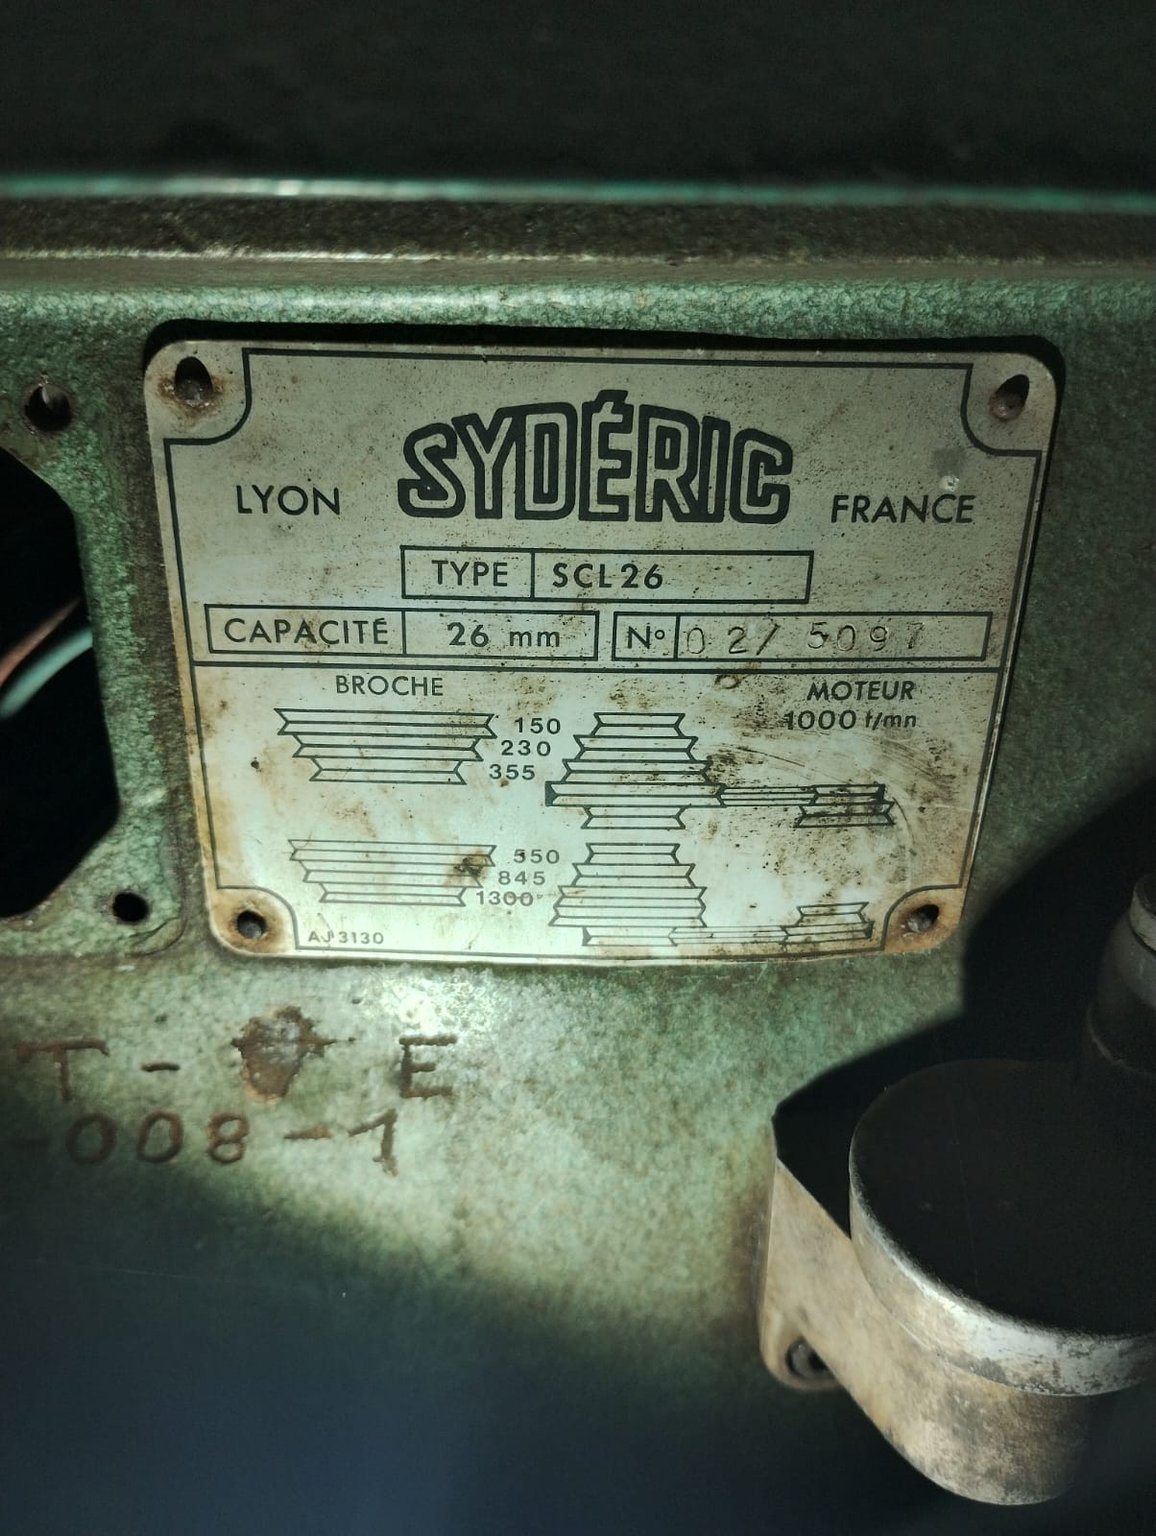 SYDÉRIC
LYON FRANCE
TYPE SCL26
CAPACITÉ 26 mm N° 02/ 5097
BROCHE MOTEUR
1000 t/mn
150
230
355
550
845
1300
AJ 3130
T- E
008-1